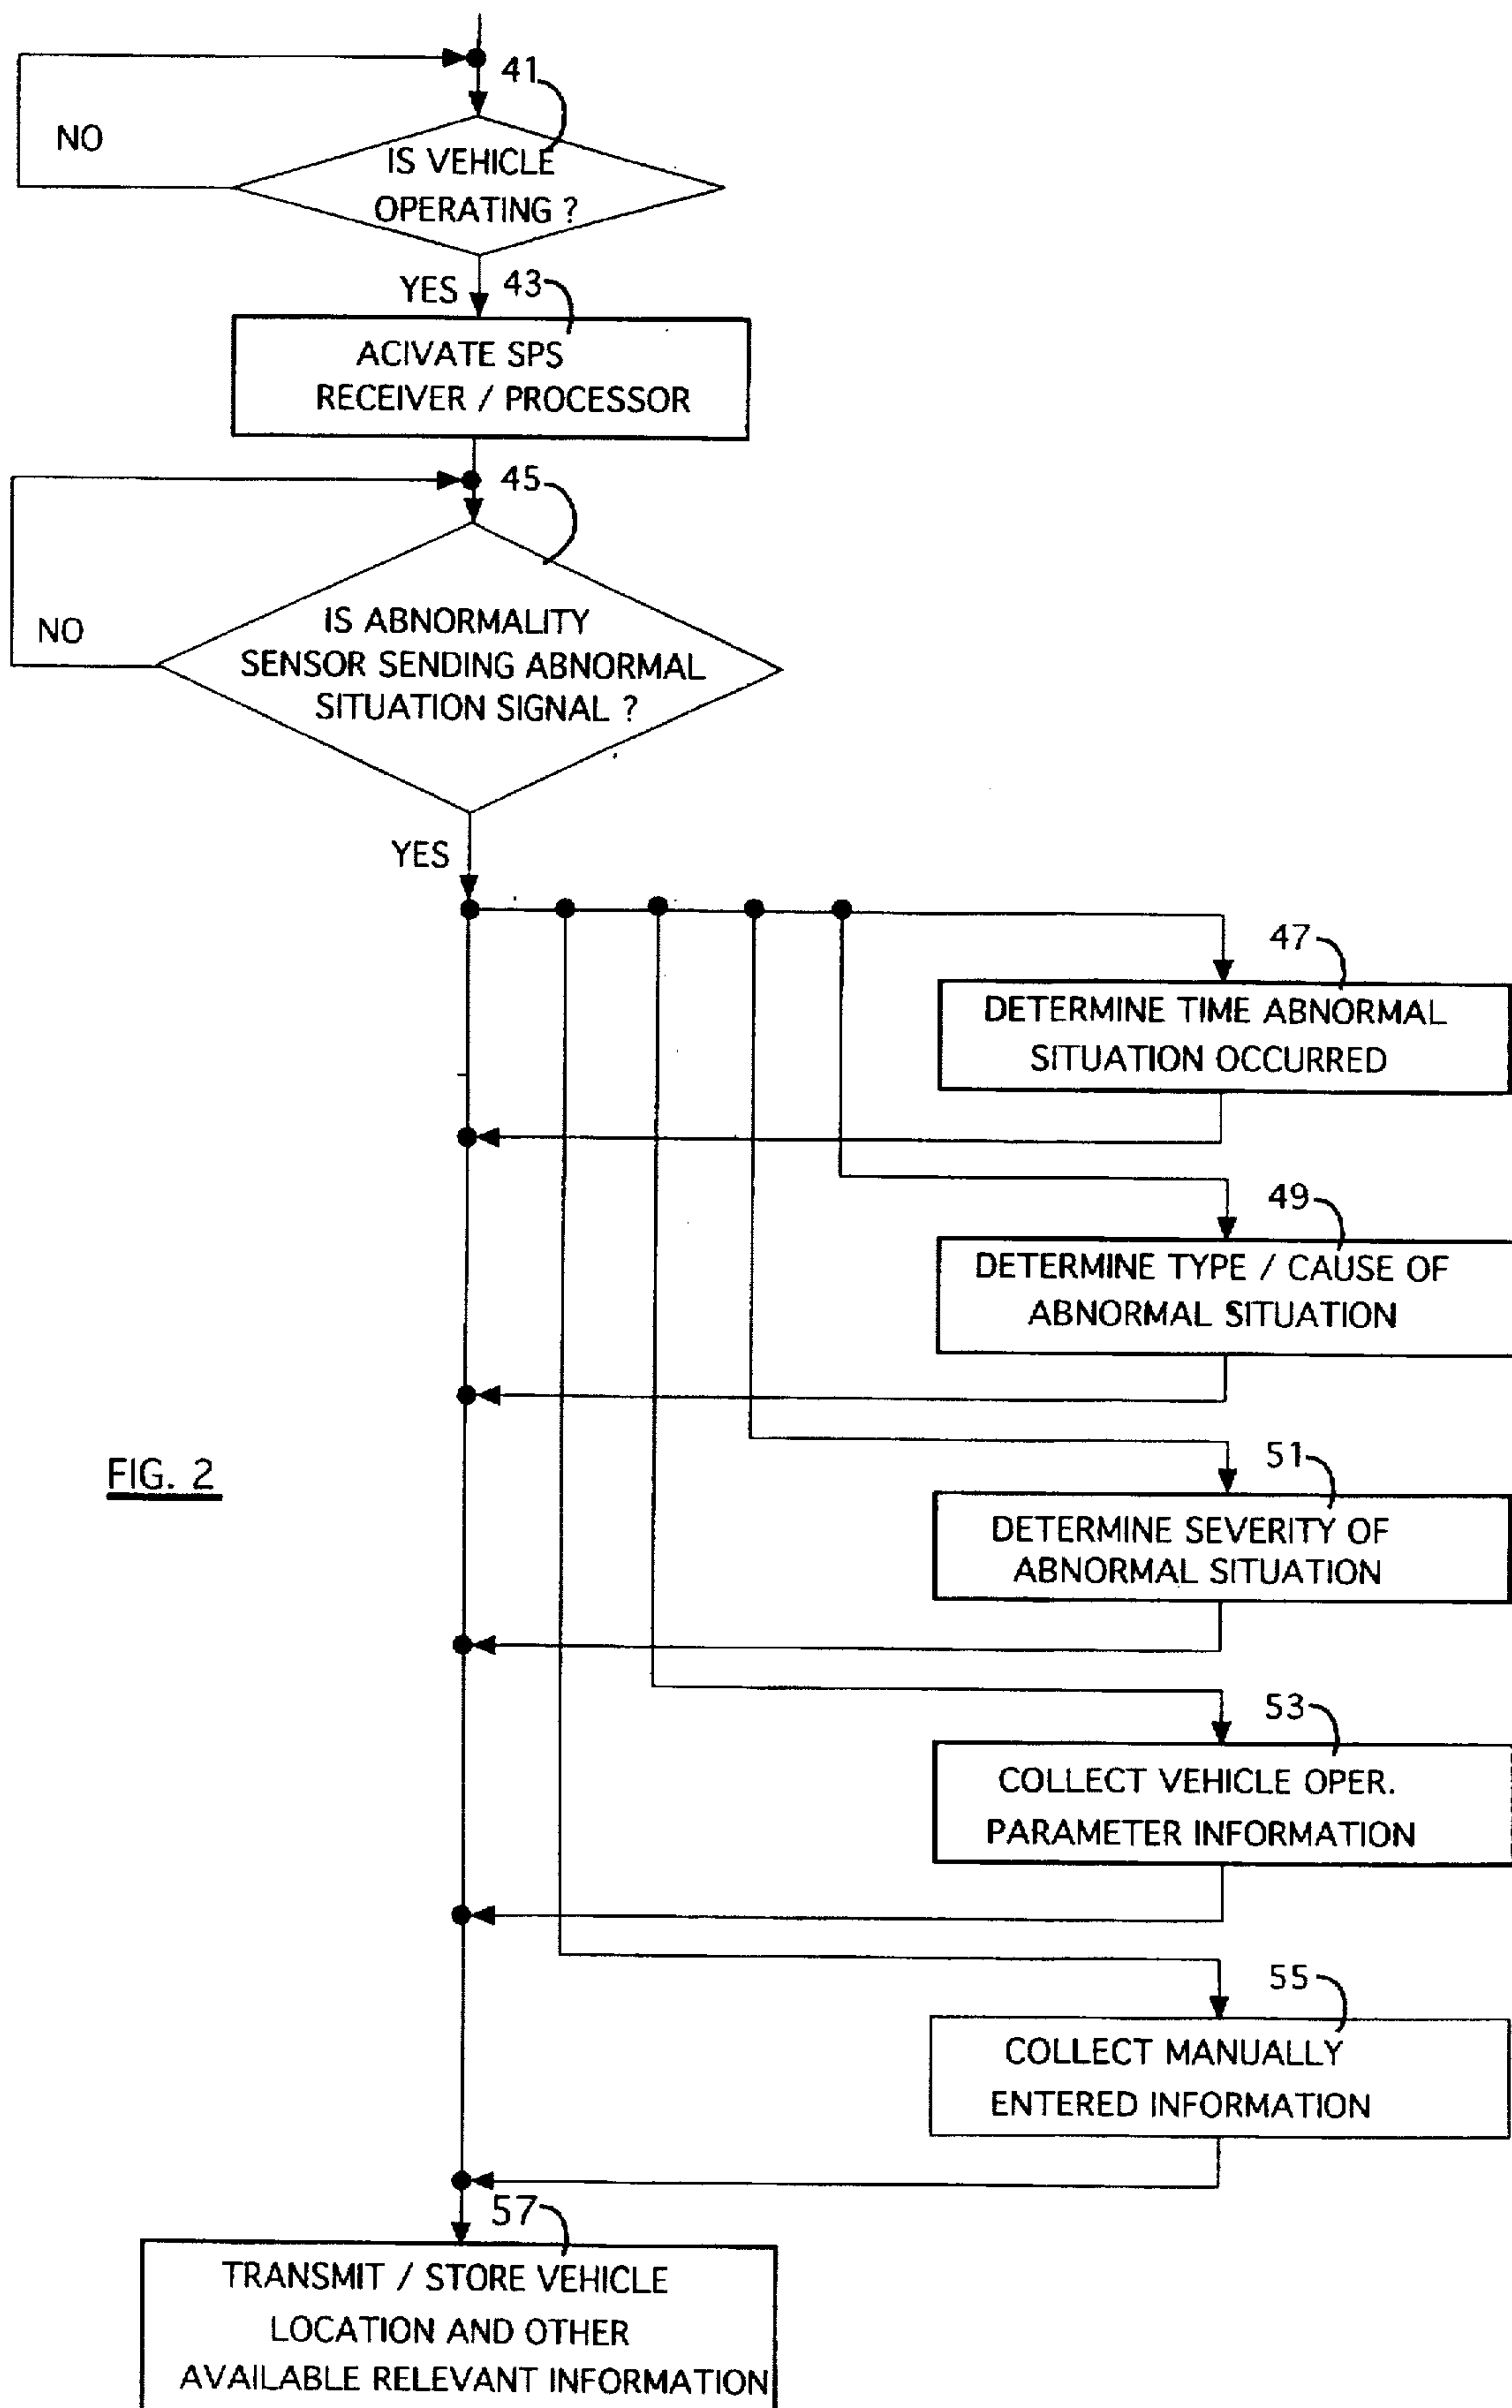 41
NO
IS VEHICLE
OPERATING ?
YES
43
ACIVATE SPS
RECEIVER / PROCESSOR
45
NO
IS ABNORMALITY
SENSOR SENDING ABNORMAL
SITUATION SIGNAL ?
YES
47
DETERMINE TIME ABNORMAL
SITUATION OCCURRED
49
DETERMINE TYPE / CAUSE OF
ABNORMAL SITUATION
51
FIG. 2
DETERMINE SEVERITY OF
ABNORMAL SITUATION
53
COLLECT VEHICLE OPER.
PARAMETER INFORMATION
55
COLLECT MANUALLY
ENTERED INFORMATION
57
TRANSMIT / STORE VEHICLE
LOCATION AND OTHER
AVAILABLE RELEVANT INFORMATION